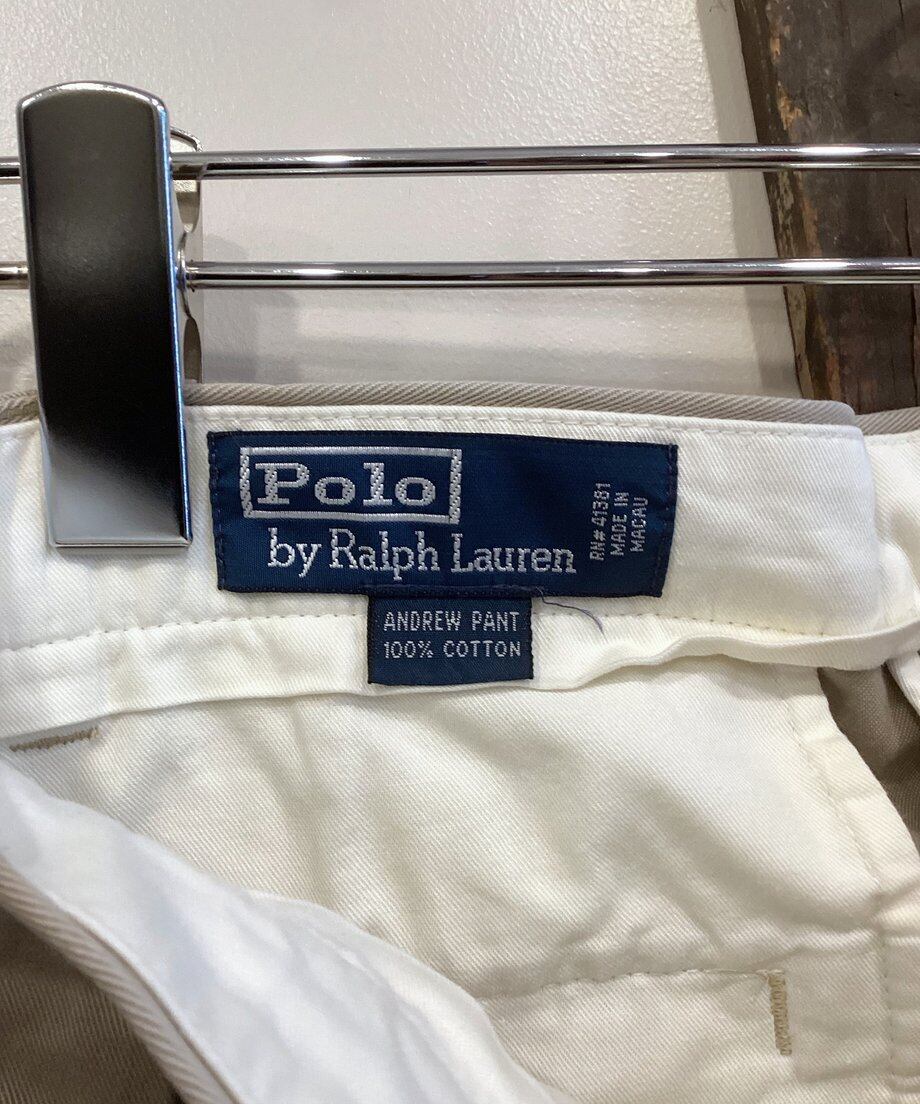 Polo
by Ralph Lauren
RN# 41381
MADE IN
MACAU
ANDREW PANT
100% COTTON